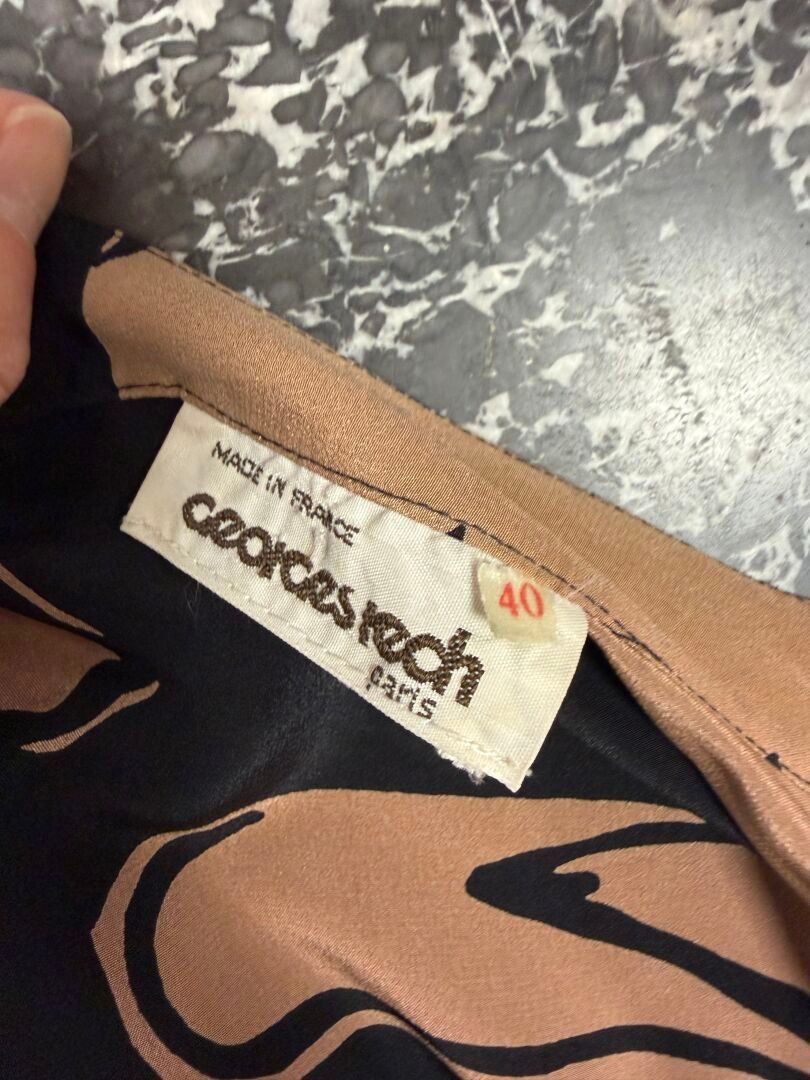 MADE IN FRANCE
georges rech
paris
40